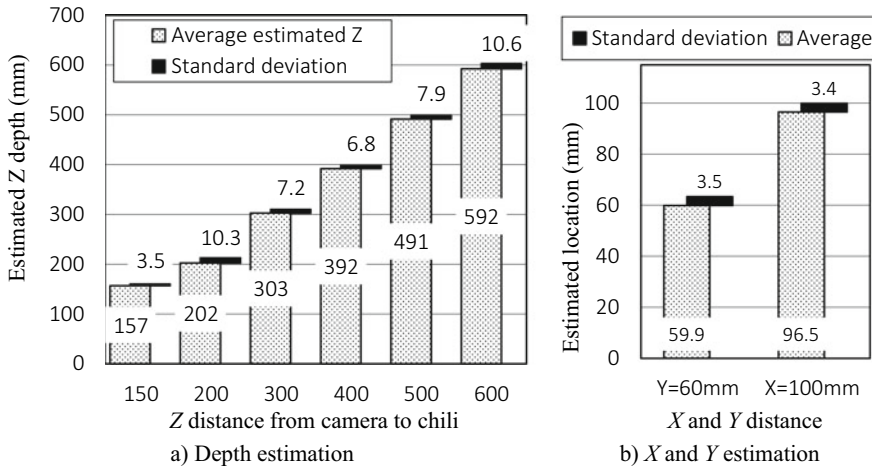 700
600
500
400
300
200
100
0
Estimated Z depth (mm)
Average estimated Z
Standard deviation
3.5
10.3
7.2
6.8
7.9
10.6
157
202
303
392
491
592
150 200 300 400 500 600
Z distance from camera to chili
a) Depth estimation
Standard deviation Average
100
80
60
40
20
0
Estimated location (mm)
3.5
3.4
59.9
96.5
Y=60mm X=100mm
X and Y distance
b) X and Y estimation